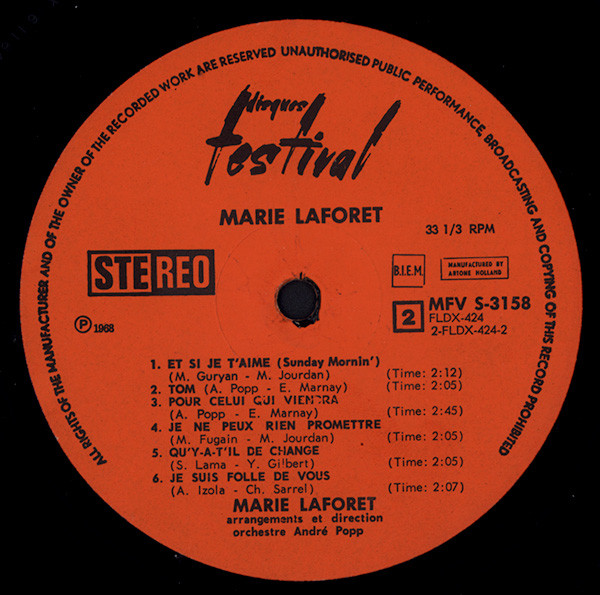 ALL RIGHTS OF THE MANUFACTURER AND OF THE OWNER OF THE RECORDED WORK ARE RESERVED UNAUTHORISED PUBLIC PERFORMANCE, BROADCASTING AND COPYING OF THIS RECORD PROHIBITED
disques
festival
MARIE LAFORET
33 1/3 RPM
STEREO
B.I.E.M.
MANUFACTURED BY
ARTONE HOLLAND
℗ 1968
2
MFV S-3158
FLDX-424
2-FLDX-424-2
1. ET SI JE T'AIME (Sunday Mornin')
(M. Guryan - M. Jourdan) (Time: 2:12)
2. TOM (A. Popp - E. Marnay) (Time: 2:05)
3. POUR CELUI QUI VIENDRA
(A. Popp - E. Marnay) (Time: 2:45)
4. JE NE PEUX RIEN PROMETTRE
(M. Fugain - M. Jourdan) (Time: 2:05)
5. QU'Y-A-T'IL DE CHANGE
(S. Lama - Y. Gilbert) (Time: 2:05)
6. JE SUIS FOLLE DE VOUS
(A. Izola - Ch. Sarrel) (Time: 2:07)
MARIE LAFORET
arrangements et direction
orchestre André Popp